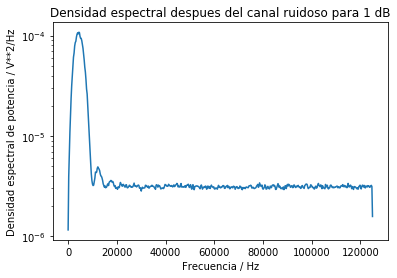 Densidad espectral despues del canal ruidoso para 1 dB
Densidad espectral de potencia / V**2/Hz
10⁻⁴
10⁻⁵
10⁻⁶
0 20000 40000 60000 80000 100000 120000
Frecuencia / Hz